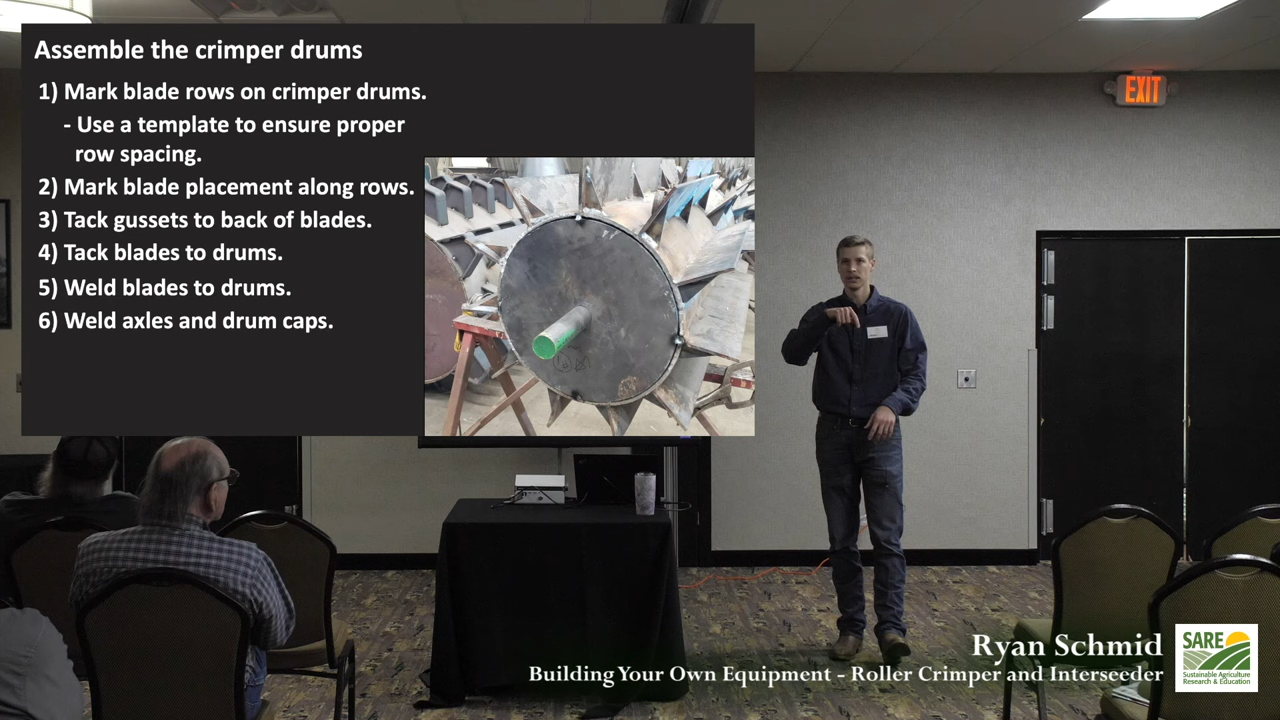 Assemble the crimper drums
1) Mark blade rows on crimper drums.
- Use a template to ensure proper
row spacing.
2) Mark blade placement along rows.
3) Tack gussets to back of blades.
4) Tack blades to drums.
5) Weld blades to drums.
6) Weld axles and drum caps.
EXIT
Ryan Schmid
Building Your Own Equipment - Roller Crimper and Interseeder
SARE
Sustainable Agriculture
Research & Education